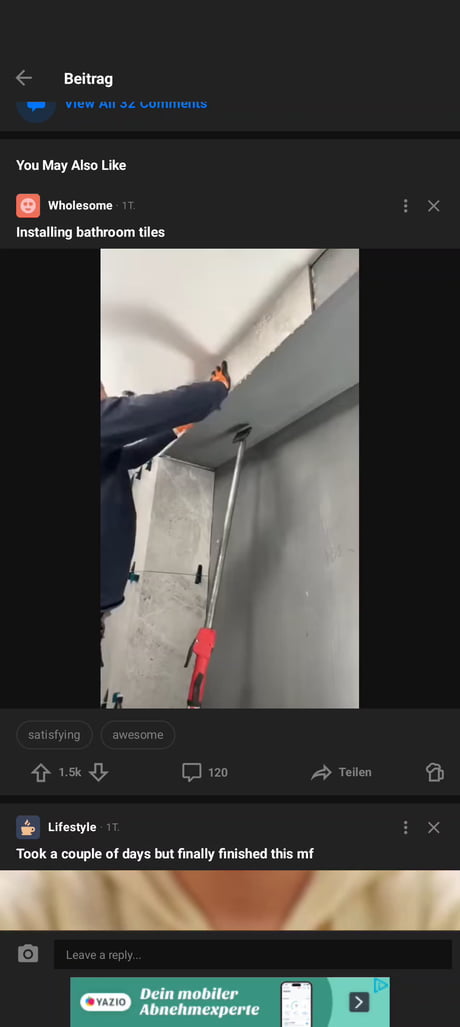 Beitrag
View All 32 Comments
You May Also Like
Wholesome · 1T.
Installing bathroom tiles
satisfying awesome
1.5k 120 Teilen
Lifestyle · 1T.
Took a couple of days but finally finished this mf
Leave a reply...
YAZIO Dein mobiler
Abnehmexperte